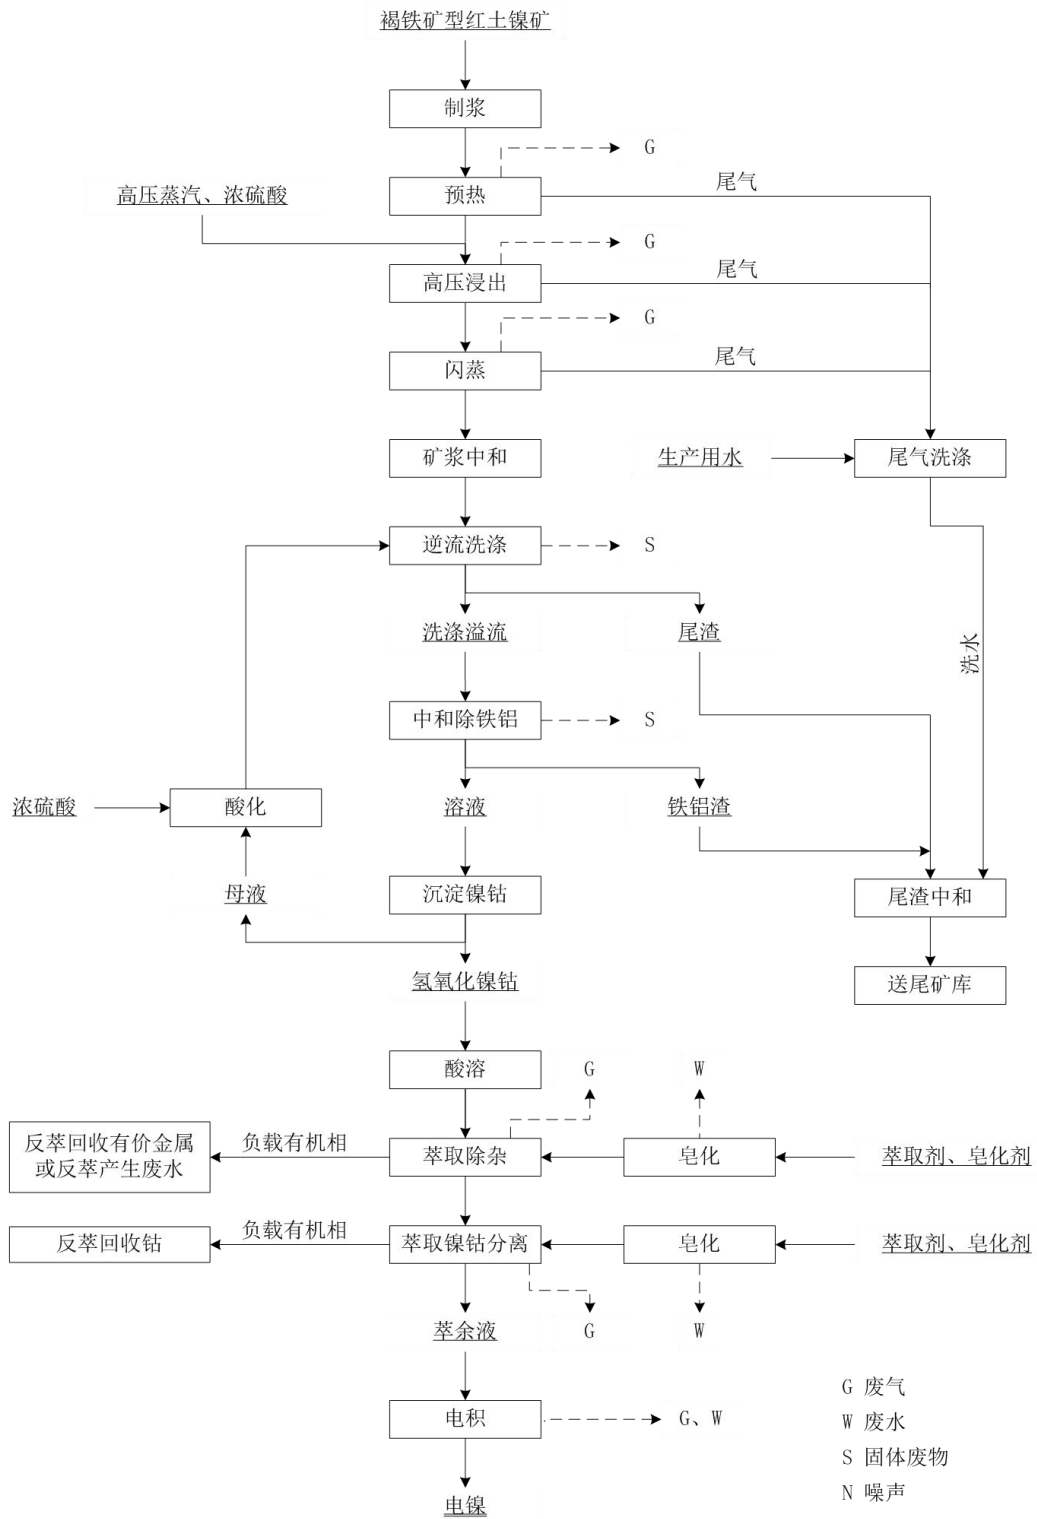 褐铁矿型红土镍矿
制浆
G
高压蒸汽、浓硫酸
预热
尾气
G
高压浸出
尾气
G
闪蒸
尾气
矿浆中和
生产用水
尾气洗涤
逆流洗涤
S
洗涤溢流
尾渣
洗水
中和除铁铝
S
浓硫酸
酸化
溶液
铁铝渣
母液
沉淀镍钴
尾渣中和
氢氧化镍钴
送尾矿库
酸溶
G
W
反萃回收有价金属
或反萃产生废水
负载有机相
萃取除杂
皂化
萃取剂、皂化剂
反萃回收钴
负载有机相
萃取镍钴分离
皂化
萃取剂、皂化剂
萃余液
G
W
电积
G、W
电镍
G 废气
W 废水
S 固体废物
N 噪声